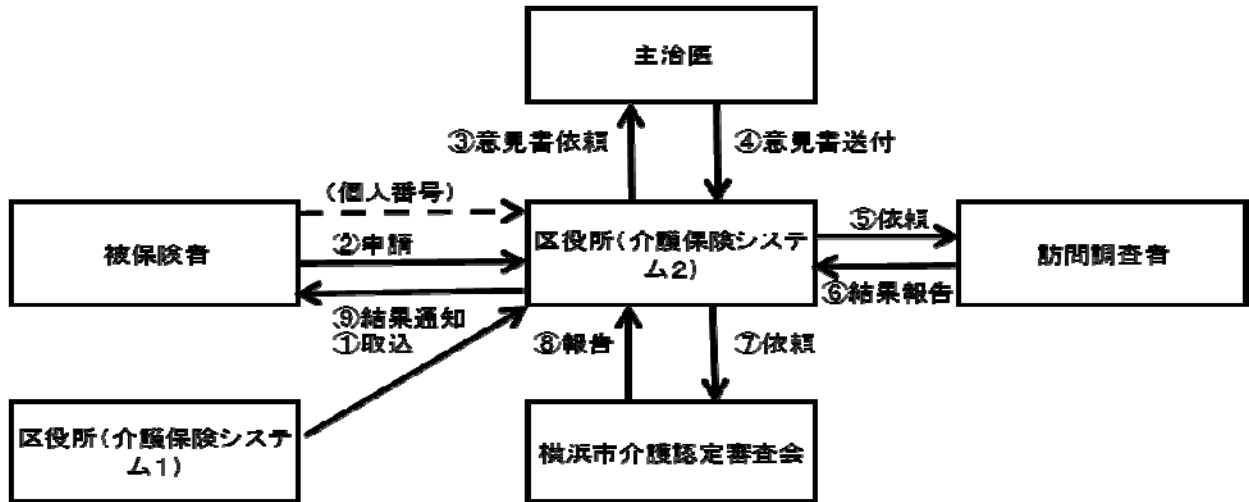 主治医
③意見書依頼
④意見書送付
(個人番号)
被保険者
②申請
区役所(介護保険システ
ム2)
⑤依頼
訪問調査者
⑥結果報告
⑨結果通知
①取込
⑧報告
⑦依頼
区役所(介護保険システ
ム1)
横浜市介護認定審査会